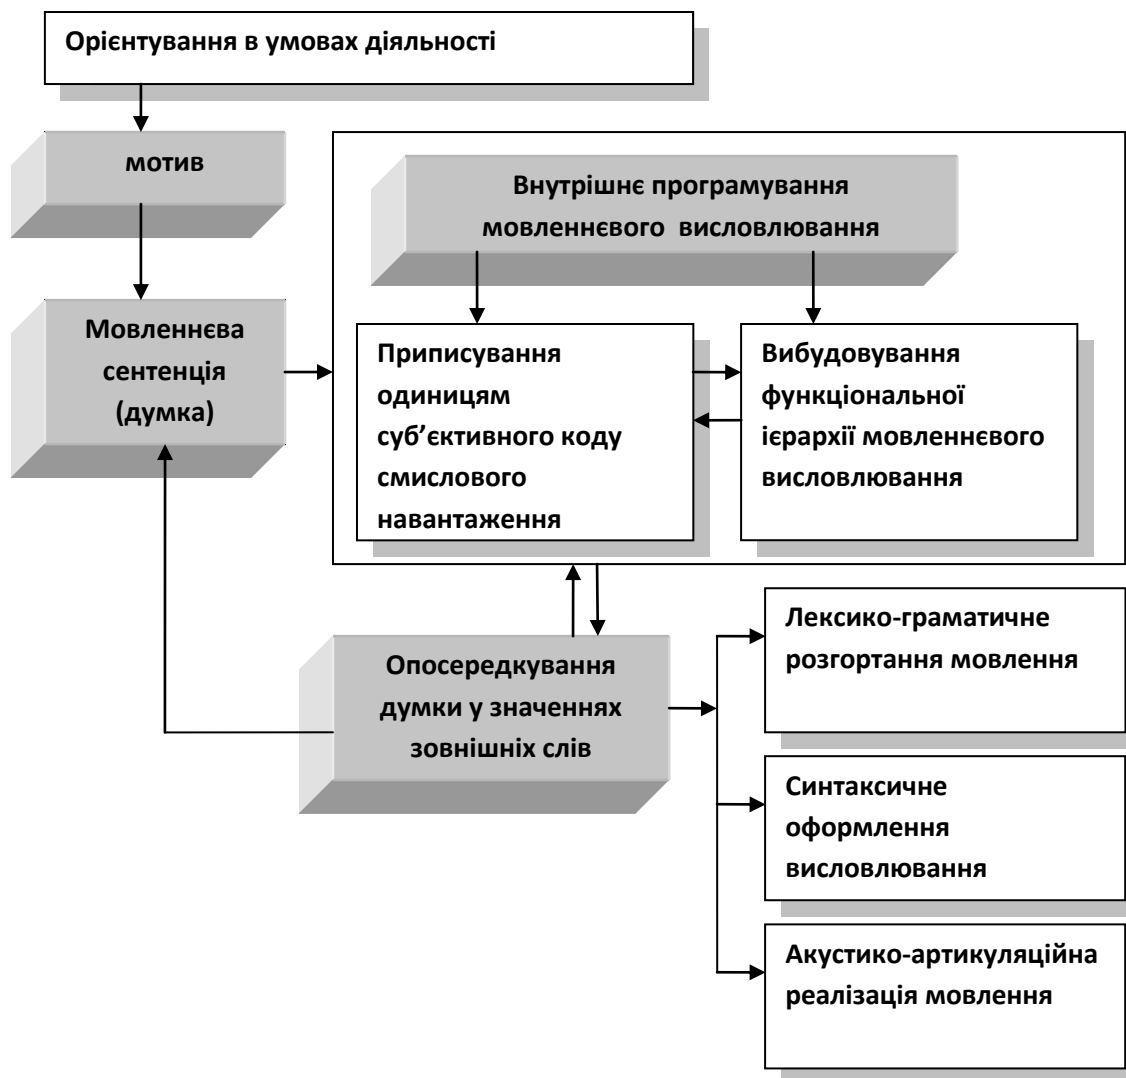 Орієнтування в умовах діяльності
мотив
Внутрішнє програмування
мовленнєвого висловлювання
Мовленнєва
сентенція
(думка)
Приписування
одиницям
суб’єктивного коду
смислового
навантаження
Вибудовування
функціональної
ієрархії мовленнєвого
висловлювання
Опосередкування
думки у значеннях
зовнішніх слів
Лексико-граматичне
розгортання мовлення
Синтаксичне
оформлення
висловлювання
Акустико-артикуляційна
реалізація мовлення